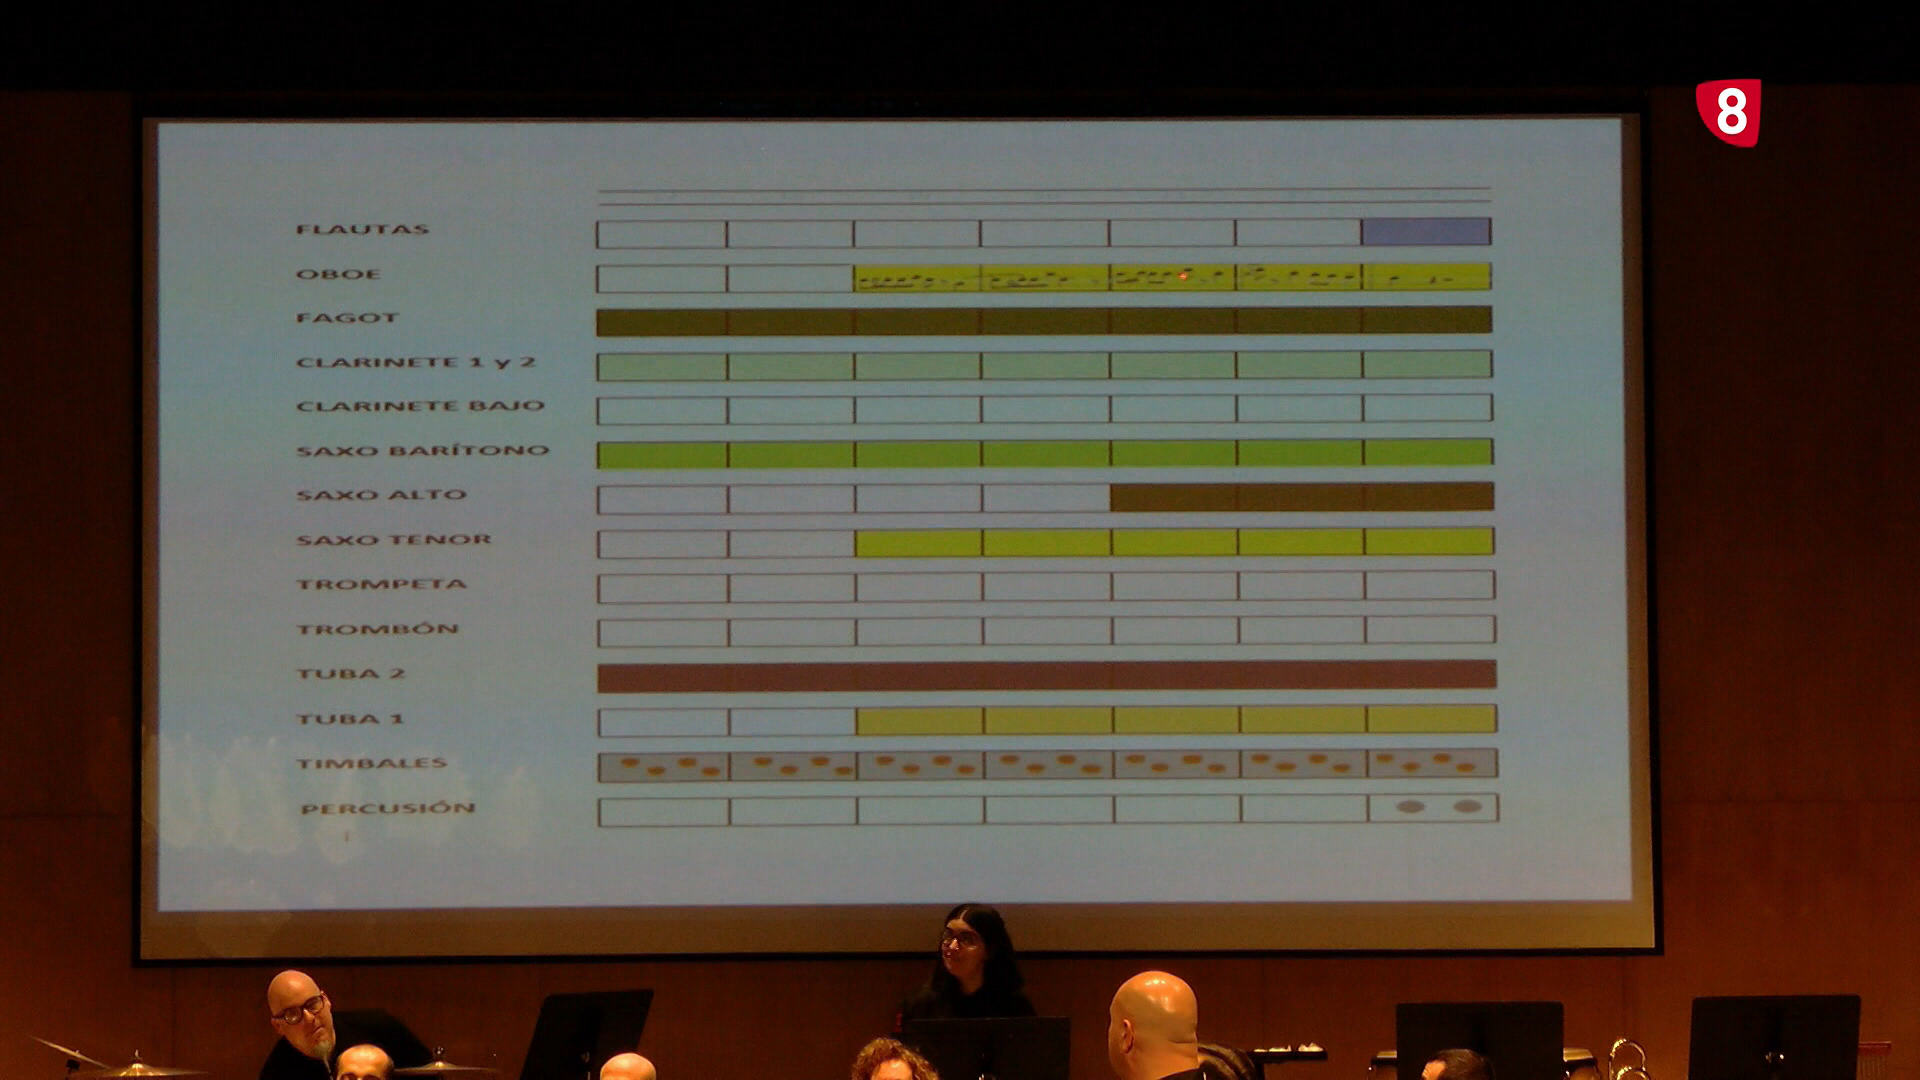 8
FLAUTAS
OBOE
FAGOT
CLARINETE 1 y 2
CLARINETE BAJO
SAXO BARÍTONO
SAXO ALTO
SAXO TENOR
TROMPETA
TROMBÓN
TUBA 2
TUBA 1
TIMBALES
PERCUSIÓN